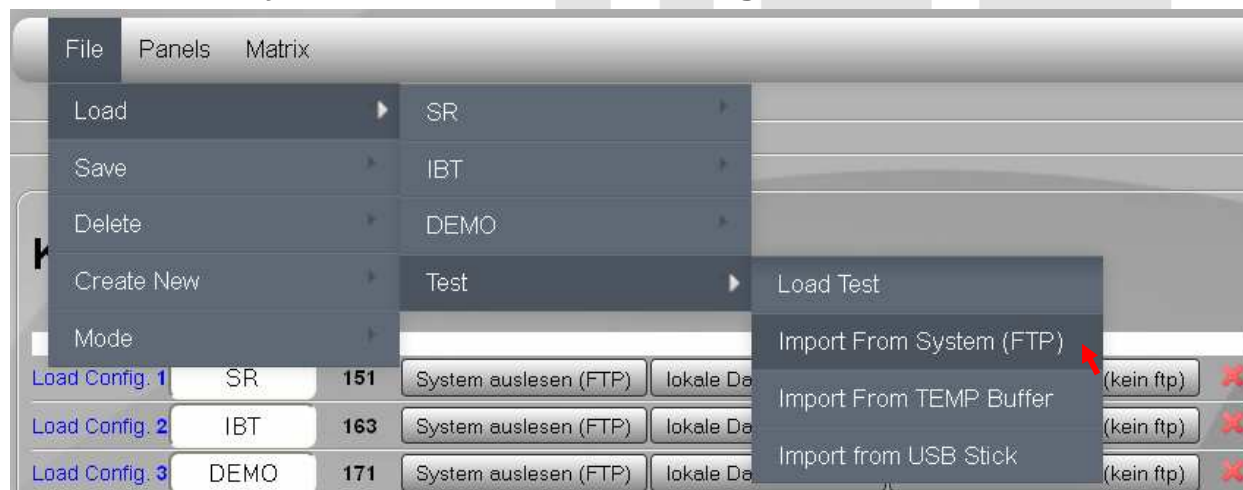 File Panels Matrix
Load SR
Save IBT
Delete DEMO
Create New Test Load Test
Mode Import From System (FTP)
Load Config. 1 SR 151 System auslesen (FTP) lokale Da (kein ftp)
Import From TEMP Buffer
Load Config. 2 IBT 163 System auslesen (FTP) lokale Da (kein ftp)
Import from USB Stick
Load Config. 3 DEMO 171 System auslesen (FTP) lokale Da (kein ftp)